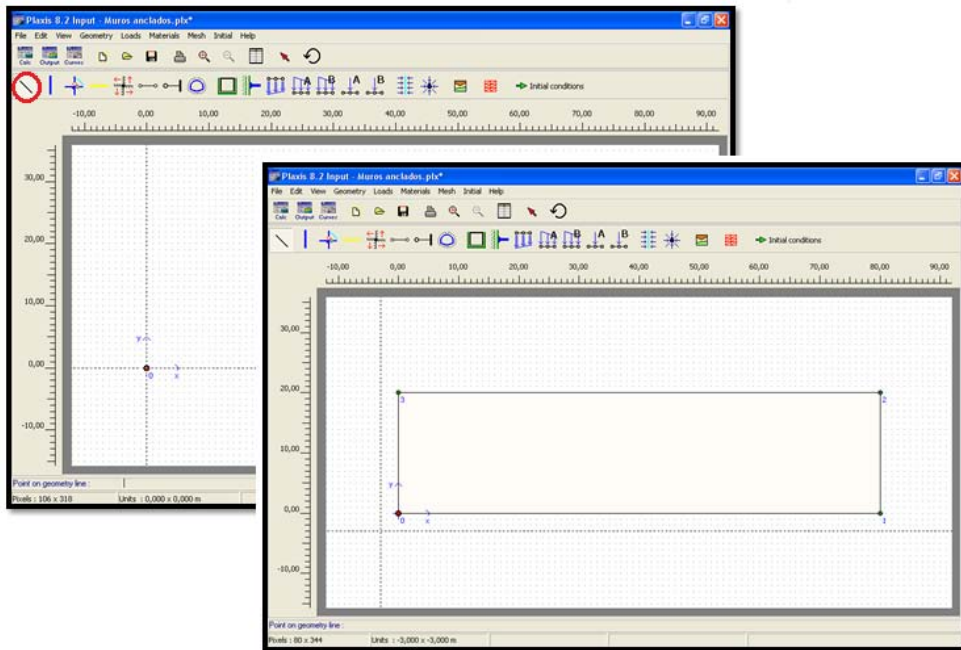 Plaxis 8.2 Input - Muros anclados.plx*
File Edit View Geometry Loads Materials Mesh Initial Help
Calc Output Curves
A B A B Initial conditions
-10,00 0,00 10,00 20,00 30,00 40,00 50,00 60,00 70,00 80,00 90,00
30,00
20,00
10,00
y
0,00
0 x
-10,00
Point on geometry line :
Pixels : 106 x 318 Units : 0,000 x 0,000 m
Plaxis 8.2 Input - Muros anclados.plx*
File Edit View Geometry Loads Materials Mesh Initial Help
Calc Output Curves
A B A B Initial conditions
-10,00 0,00 10,00 20,00 30,00 40,00 50,00 60,00 70,00 80,00 90,00
30,00
20,00
3 2
10,00
y
0,00
0 x 1
-10,00
Point on geometry line :
Pixels : 80 x 344 Units : -3,000 x -3,000 m